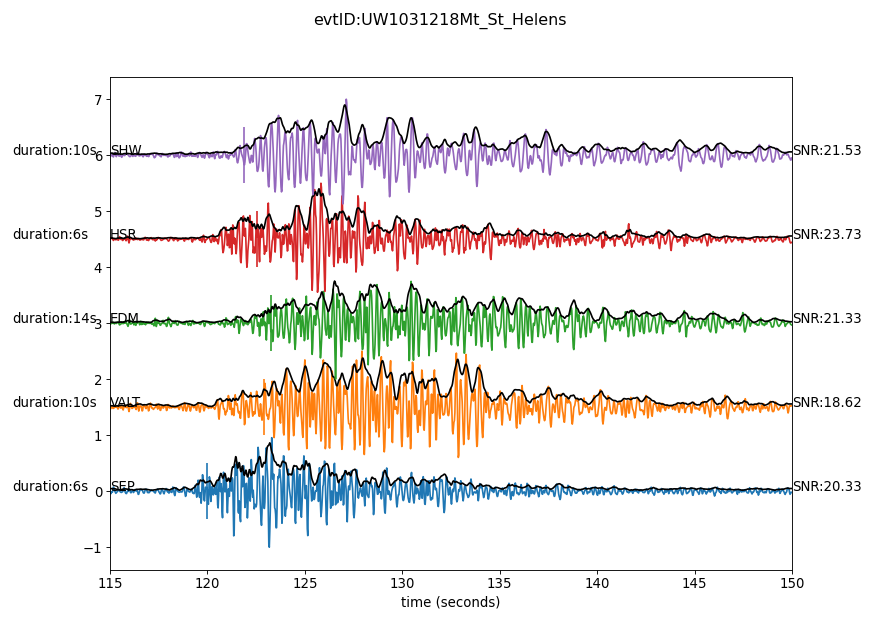 evtID:UW1031218Mt_St_Helens
7
duration:10s 6 SHW SNR:21.53
5
duration:6s HSR SNR:23.73
4
duration:14s 3 EDM SNR:21.33
2
duration:10s VALT SNR:18.62
1
duration:6s 0 SEP SNR:20.33
−1
115 120 125 130 135 140 145 150
time (seconds)